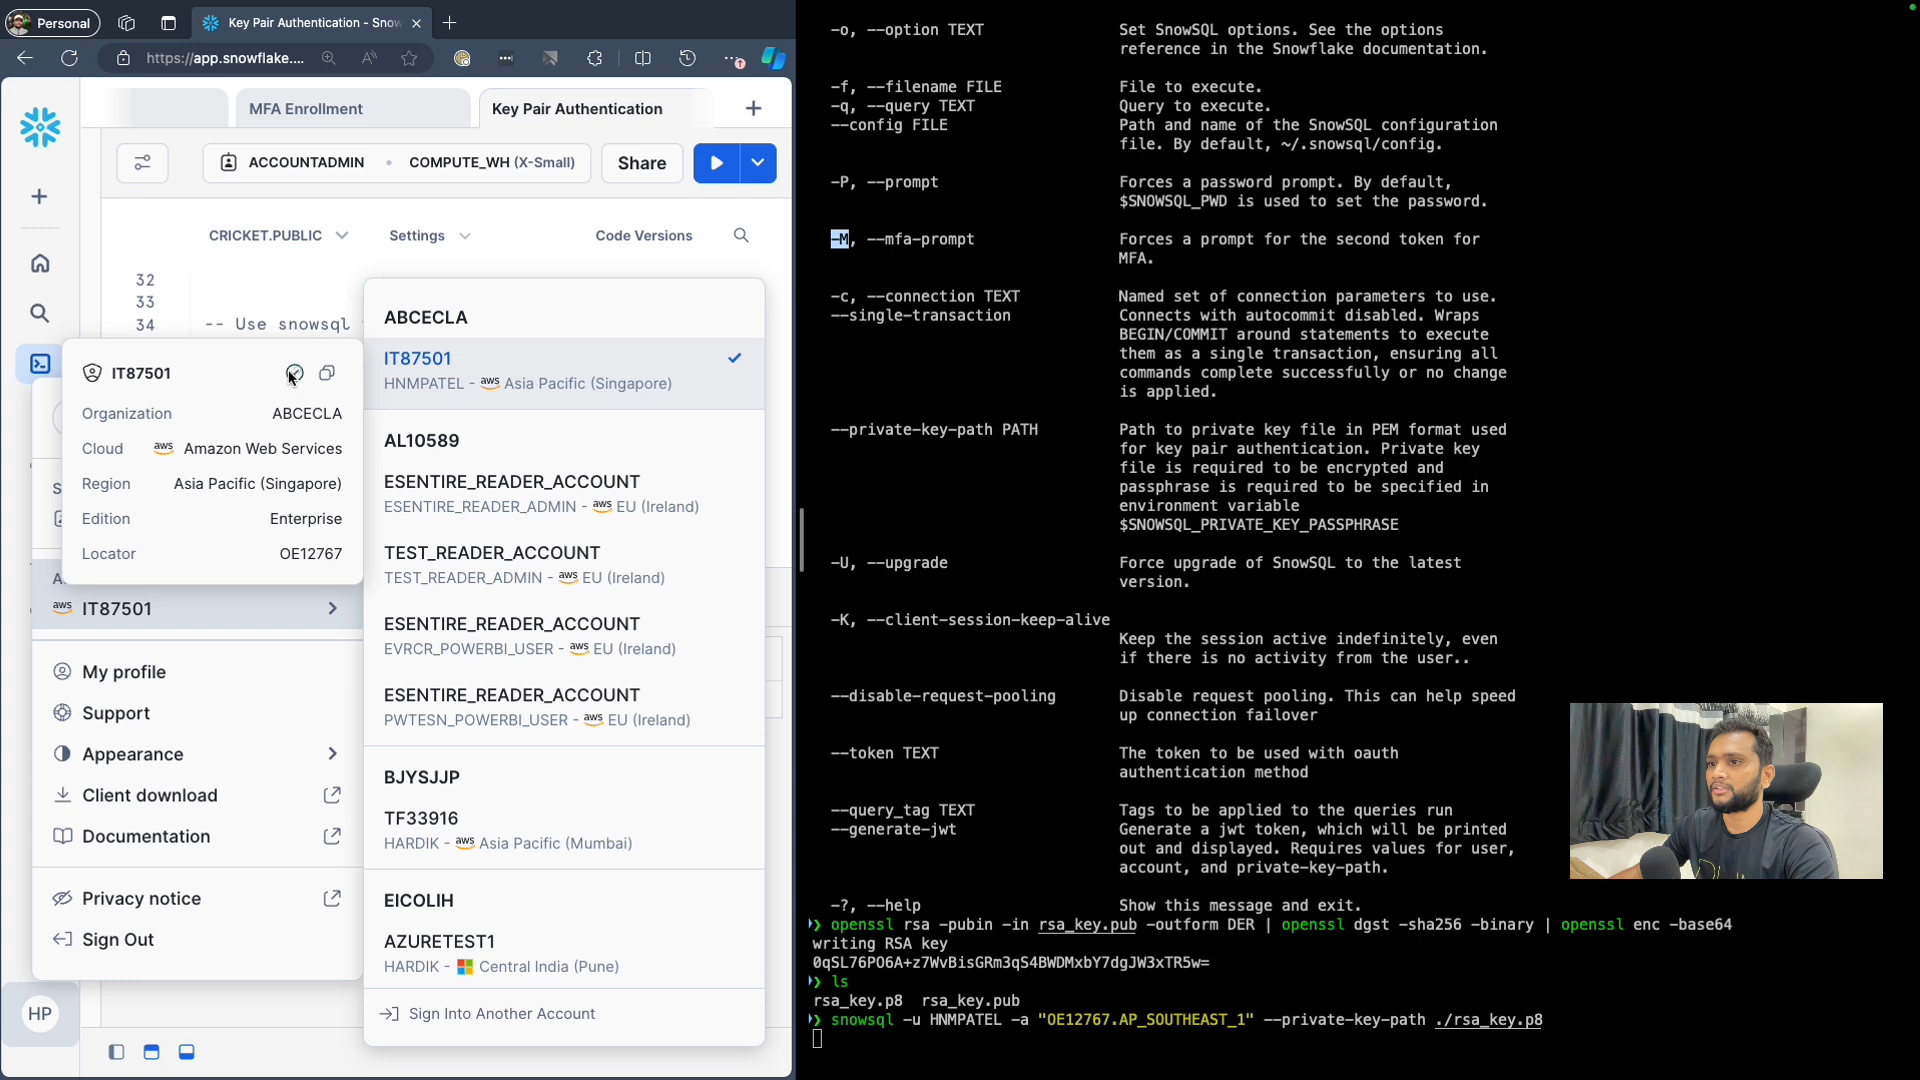 Personal
Key Pair Authentication - Snow
https://app.snowflake....
MFA Enrollment
Key Pair Authentication
ACCOUNTADMIN • COMPUTE_WH (X-Small)
Share
CRICKET.PUBLIC
Settings
Code Versions
32
33
34 -- Use snowsql
IT87501
Organization ABCECLA
Cloud aws Amazon Web Services
Region Asia Pacific (Singapore)
Edition Enterprise
Locator OE12767
aws IT87501
My profile
Support
Appearance
Client download
Documentation
Privacy notice
Sign Out
HP
ABCECLA
IT87501
HNMPATEL - aws Asia Pacific (Singapore)
AL10589
ESENTIRE_READER_ACCOUNT
ESENTIRE_READER_ADMIN - aws EU (Ireland)
TEST_READER_ACCOUNT
TEST_READER_ADMIN - aws EU (Ireland)
ESENTIRE_READER_ACCOUNT
EVRCR_POWERBI_USER - aws EU (Ireland)
ESENTIRE_READER_ACCOUNT
PWTESN_POWERBI_USER - aws EU (Ireland)
BJYSJJP
TF33916
HARDIK - aws Asia Pacific (Mumbai)
EICOLIH
AZURETEST1
HARDIK - Central India (Pune)
Sign Into Another Account
-o, --option TEXT Set SnowSQL options. See the options
reference in the Snowflake documentation.
-f, --filename FILE File to execute.
-q, --query TEXT Query to execute.
--config FILE Path and name of the SnowSQL configuration
file. By default, ~/.snowsql/config.
-P, --prompt Forces a password prompt. By default,
$SNOWSQL_PWD is used to set the password.
-M, --mfa-prompt Forces a prompt for the second token for
MFA.
-c, --connection TEXT Named set of connection parameters to use.
--single-transaction Connects with autocommit disabled. Wraps
BEGIN/COMMIT around statements to execute
them as a single transaction, ensuring all
commands complete successfully or no change
is applied.
--private-key-path PATH Path to private key file in PEM format used
for key pair authentication. Private key
file is required to be encrypted and
passphrase is required to be specified in
environment variable
$SNOWSQL_PRIVATE_KEY_PASSPHRASE
-U, --upgrade Force upgrade of SnowSQL to the latest
version.
-K, --client-session-keep-alive
Keep the session active indefinitely, even
if there is no activity from the user..
--disable-request-pooling Disable request pooling. This can help speed
up connection failover
--token TEXT The token to be used with oauth
authentication method
--query_tag TEXT Tags to be applied to the queries run
--generate-jwt Generate a jwt token, which will be printed
out and displayed. Requires values for user,
account, and private-key-path.
-?, --help Show this message and exit.
❯ openssl rsa -pubin -in rsa_key.pub -outform DER | openssl dgst -sha256 -binary | openssl enc -base64
writing RSA key
0qSL76PO6A+z7WvBisGRm3qS4BWDMxbY7dgJW3xTR5w=
❯ ls
rsa_key.p8 rsa_key.pub
❯ snowsql -u HNMPATEL -a "OE12767.AP_SOUTHEAST_1" --private-key-path ./rsa_key.p8